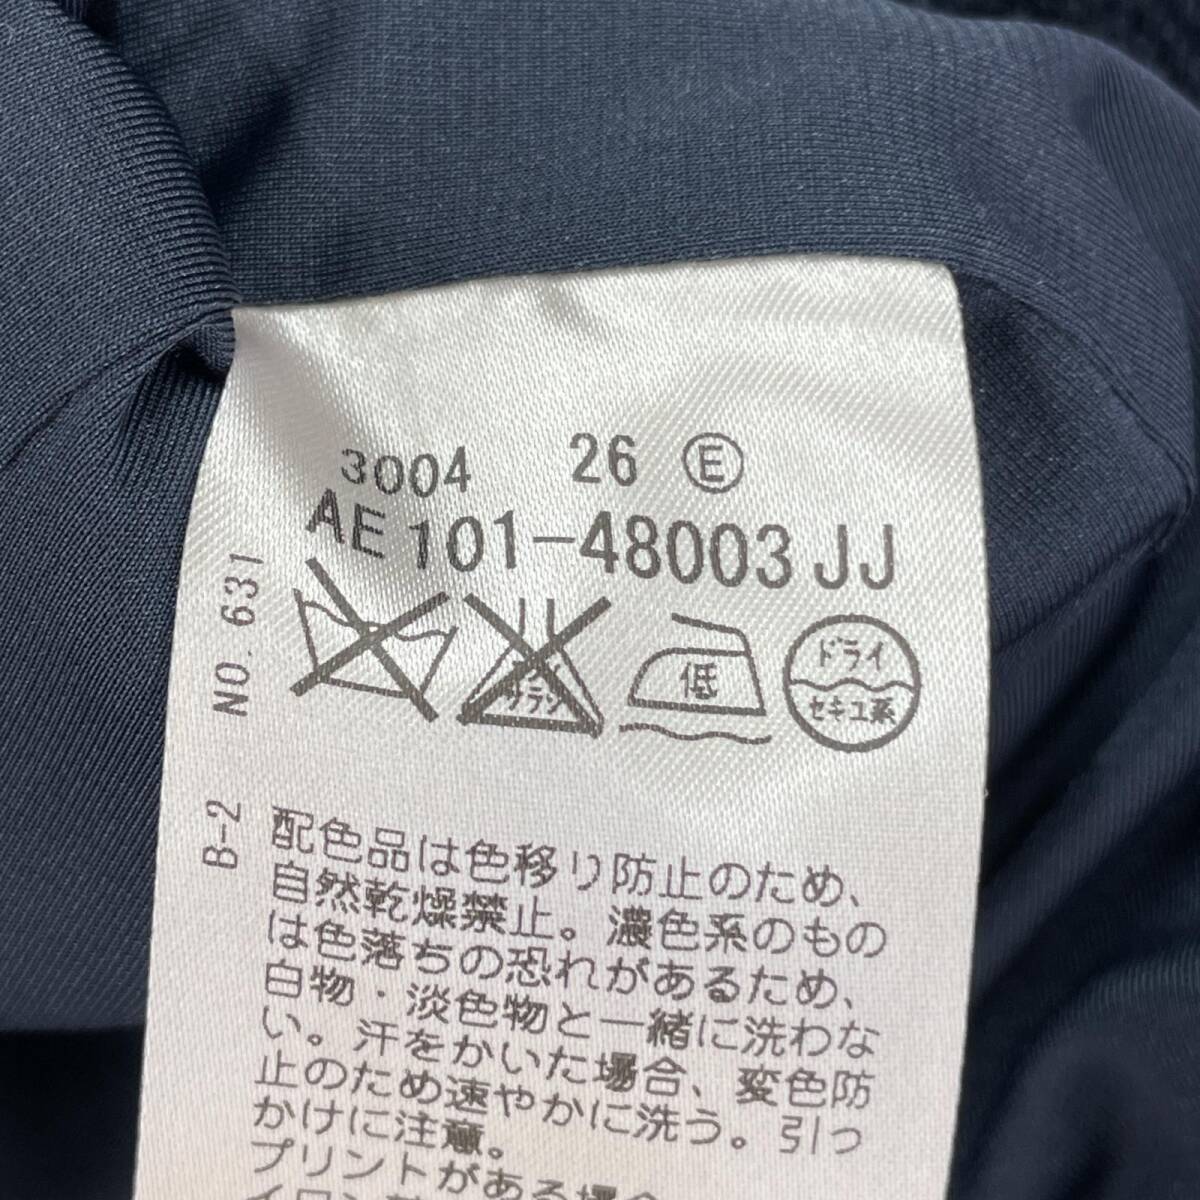 3004 26 Ⓔ
AE 101-48003 JJ
サラシ
低
ドライ
セキユ系
NO. 631
B-2
配色品は色移り防止のため、
自然乾燥禁止。濃色系のもの
は色落ちの恐れがあるため、
白物・淡色物と一緒に洗わな
い。汗をかいた場合、変色防
止のため速やかに洗う。引っ
かけに注意。
プリントがある場合